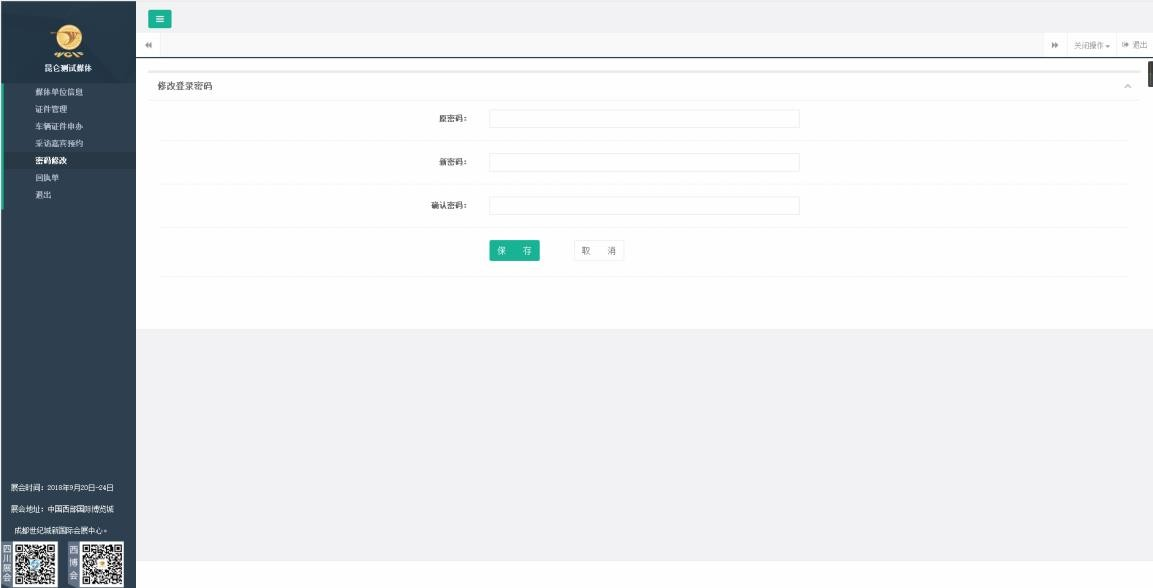 WCIF
昆仑测试媒体
媒体单位信息
证件管理
车辆证件申办
采访嘉宾预约
密码修改
回执单
退出
关闭操作
退出
修改登录密码
原密码：
新密码：
确认密码：
保 存
取 消
展会时间：2018年9月20日-24日
展会地址：中国西部国际博览城
成都世纪城新国际会展中心。
四川展会
西博会